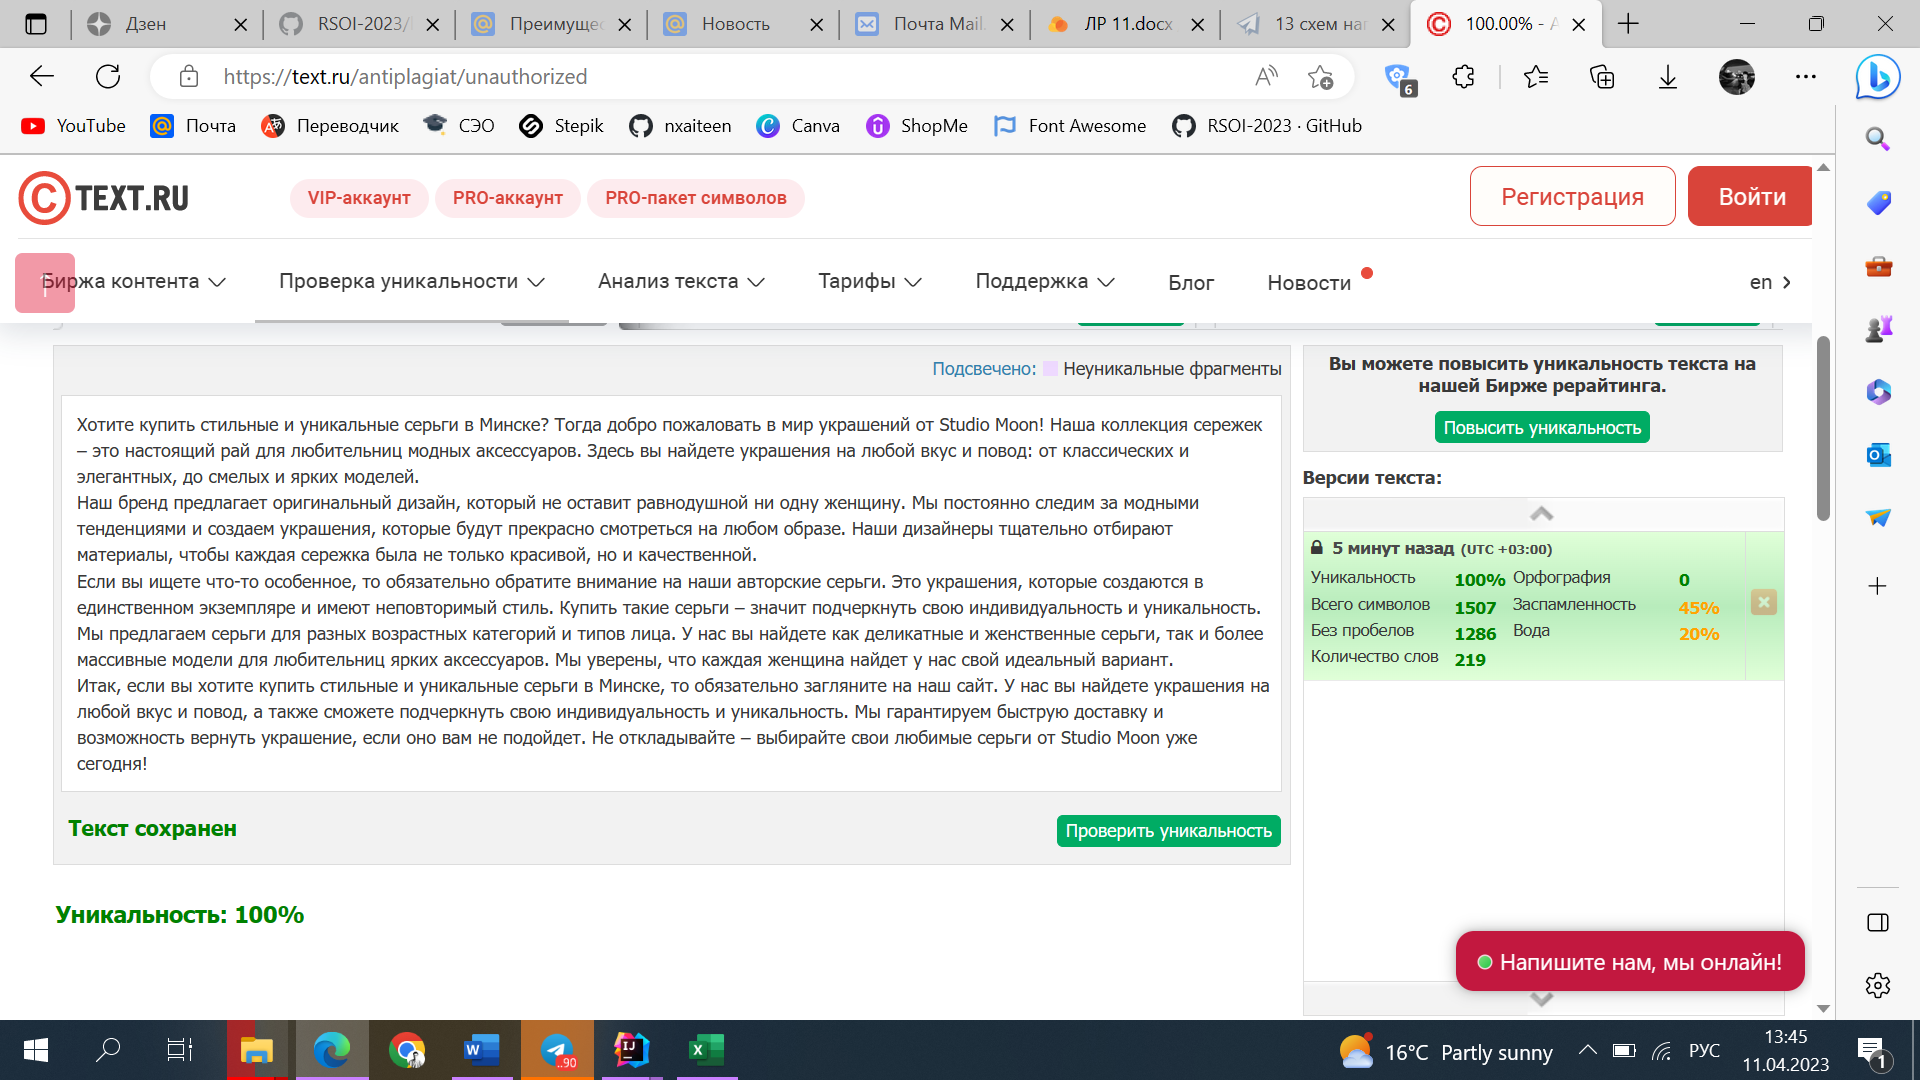 Дзен
RSOI-2023/
Преимущес
Новость
Почта Mail.
ЛР 11.docx
13 схем наг
100.00% - А
https://text.ru/antiplagiat/unauthorized
6
YouTube
Почта
Переводчик
СЭО
Stepik
nxaiteen
Canva
ShopMe
Font Awesome
RSOI-2023 · GitHub
TEXT.RU
VIP-аккаунт
PRO-аккаунт
PRO-пакет символов
Регистрация
Войти
Биржа контента
Проверка уникальности
Анализ текста
Тарифы
Поддержка
Блог
Новости
en
Подсвечено: Неуникальные фрагменты
Хотите купить стильные и уникальные серьги в Минске? Тогда добро пожаловать в мир украшений от Studio Moon! Наша коллекция сережек
– это настоящий рай для любительниц модных аксессуаров. Здесь вы найдете украшения на любой вкус и повод: от классических и
элегантных, до смелых и ярких моделей.
Наш бренд предлагает оригинальный дизайн, который не оставит равнодушной ни одну женщину. Мы постоянно следим за модными
тенденциями и создаем украшения, которые будут прекрасно смотреться на любом образе. Наши дизайнеры тщательно отбирают
материалы, чтобы каждая сережка была не только красивой, но и качественной.
Если вы ищете что-то особенное, то обязательно обратите внимание на наши авторские серьги. Это украшения, которые создаются в
единственном экземпляре и имеют неповторимый стиль. Купить такие серьги – значит подчеркнуть свою индивидуальность и уникальность.
Мы предлагаем серьги для разных возрастных категорий и типов лица. У нас вы найдете как деликатные и женственные серьги, так и более
массивные модели для любительниц ярких аксессуаров. Мы уверены, что каждая женщина найдет у нас свой идеальный вариант.
Итак, если вы хотите купить стильные и уникальные серьги в Минске, то обязательно загляните на наш сайт. У нас вы найдете украшения на
любой вкус и повод, а также сможете подчеркнуть свою индивидуальность и уникальность. Мы гарантируем быструю доставку и
возможность вернуть украшение, если оно вам не подойдет. Не откладывайте – выбирайте свои любимые серьги от Studio Moon уже
сегодня!
Текст сохранен
Проверить уникальность
Уникальность: 100%
Вы можете повысить уникальность текста на
нашей Бирже рерайтинга.
Повысить уникальность
Версии текста:
5 минут назад (UTC +03:00)
Уникальность 100% Орфография 0
Всего символов 1507 Заспамленность 45%
Без пробелов 1286 Вода 20%
Количество слов 219
Напишите нам, мы онлайн!
..90
16°C Partly sunny
РУС
13:45
11.04.2023
1